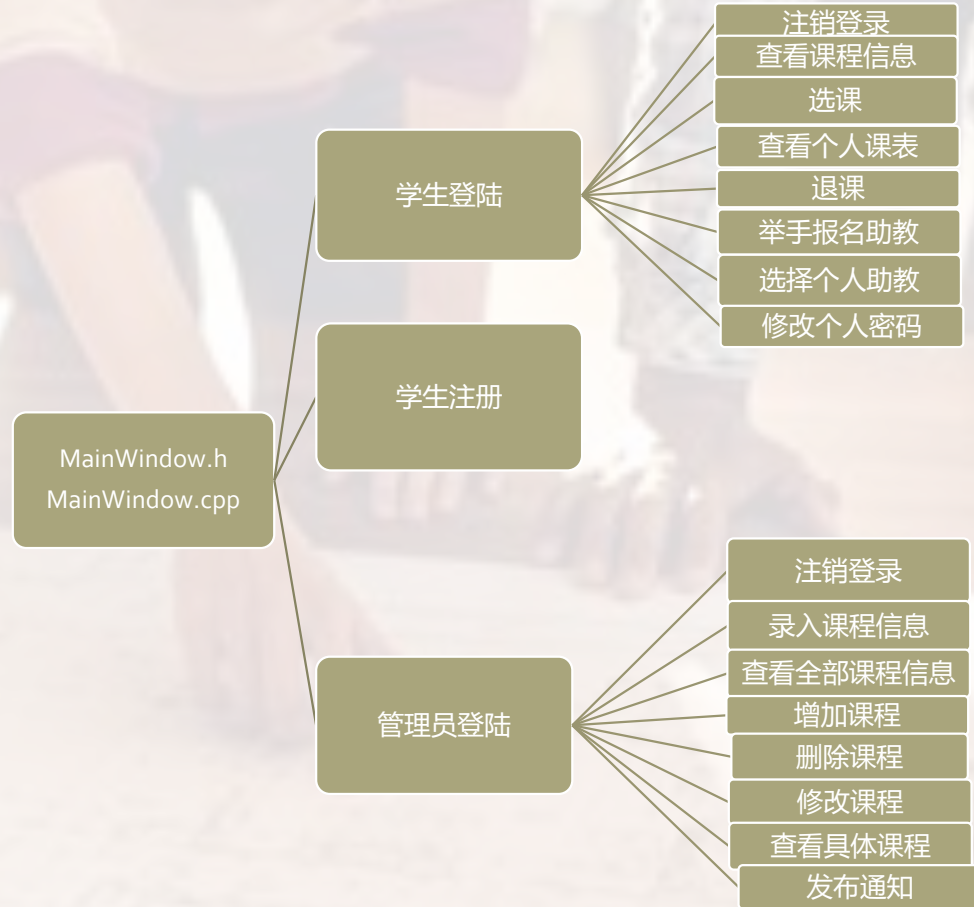 注销登录
查看课程信息
选课
查看个人课表
退课
举手报名助教
选择个人助教
修改个人密码
学生登陆
学生注册
MainWindow.h
MainWindow.cpp
管理员登陆
注销登录
录入课程信息
查看全部课程信息
增加课程
删除课程
修改课程
查看具体课程
发布通知